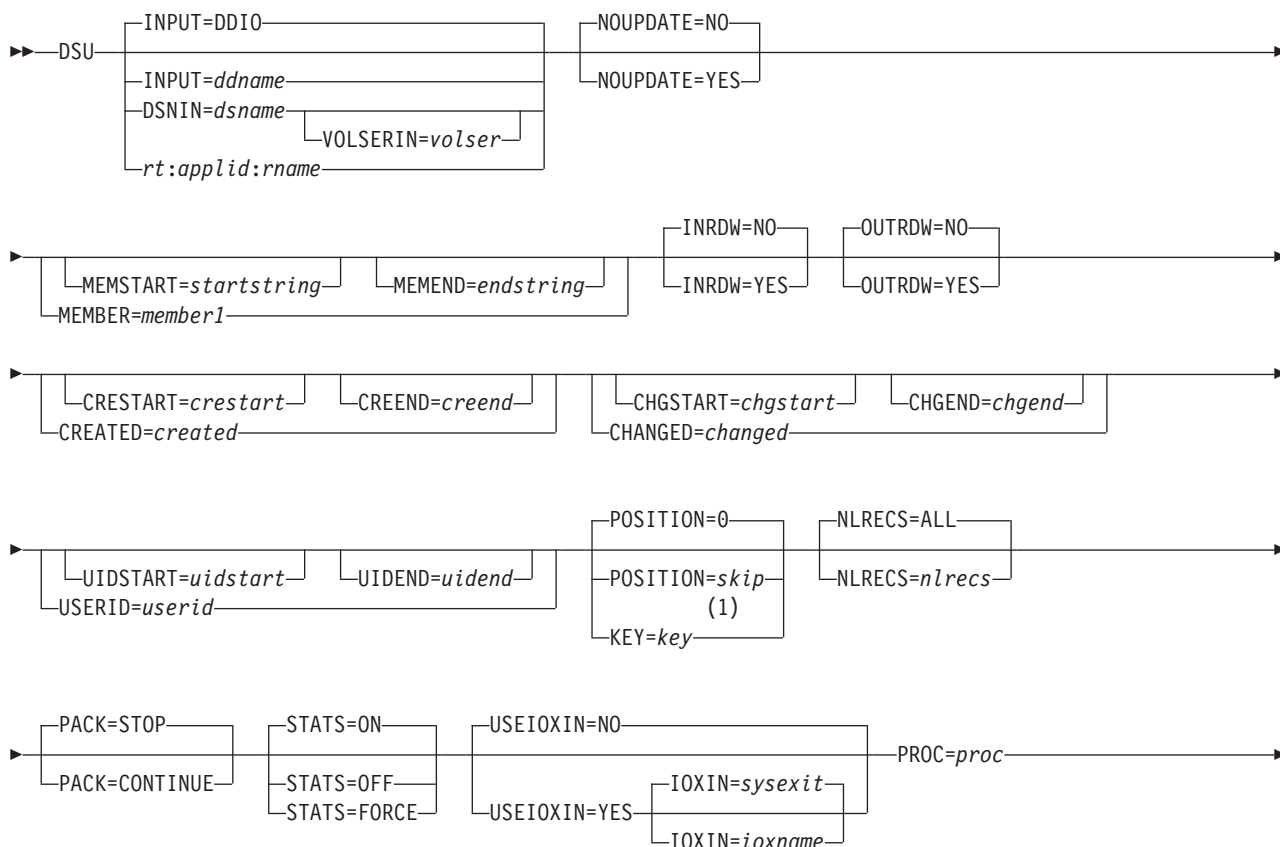 INPUT=DDIO NOUPDATE=NO
DSU
INPUT=ddname NOUPDATE=YES
DSNIN=dsname
VOLSERIN=volser
rt:applid:rname
INRDW=NO OUTRDW=NO
MEMSTART=startstring MEMEND=endstring INRDW=YES OUTRDW=YES
MEMBER=member1
CRESTART=crestart CREEND=creend CHGSTART=chgstart CHGEND=chgend
CREATED=created CHANGED=changed
POSITION=0 NLRECS=ALL
UIDSTART=uidstart UIDEND=uidend POSITION=skip NLRECS=nlrecs
USERID=userid (1)
KEY=key
PACK=STOP STATS=ON USEIOXIN=NO
PROC=proc
PACK=CONTINUE STATS=OFF IOXIN=sysexit
STATS=FORCE USEIOXIN=YES
IOXIN=ioxname